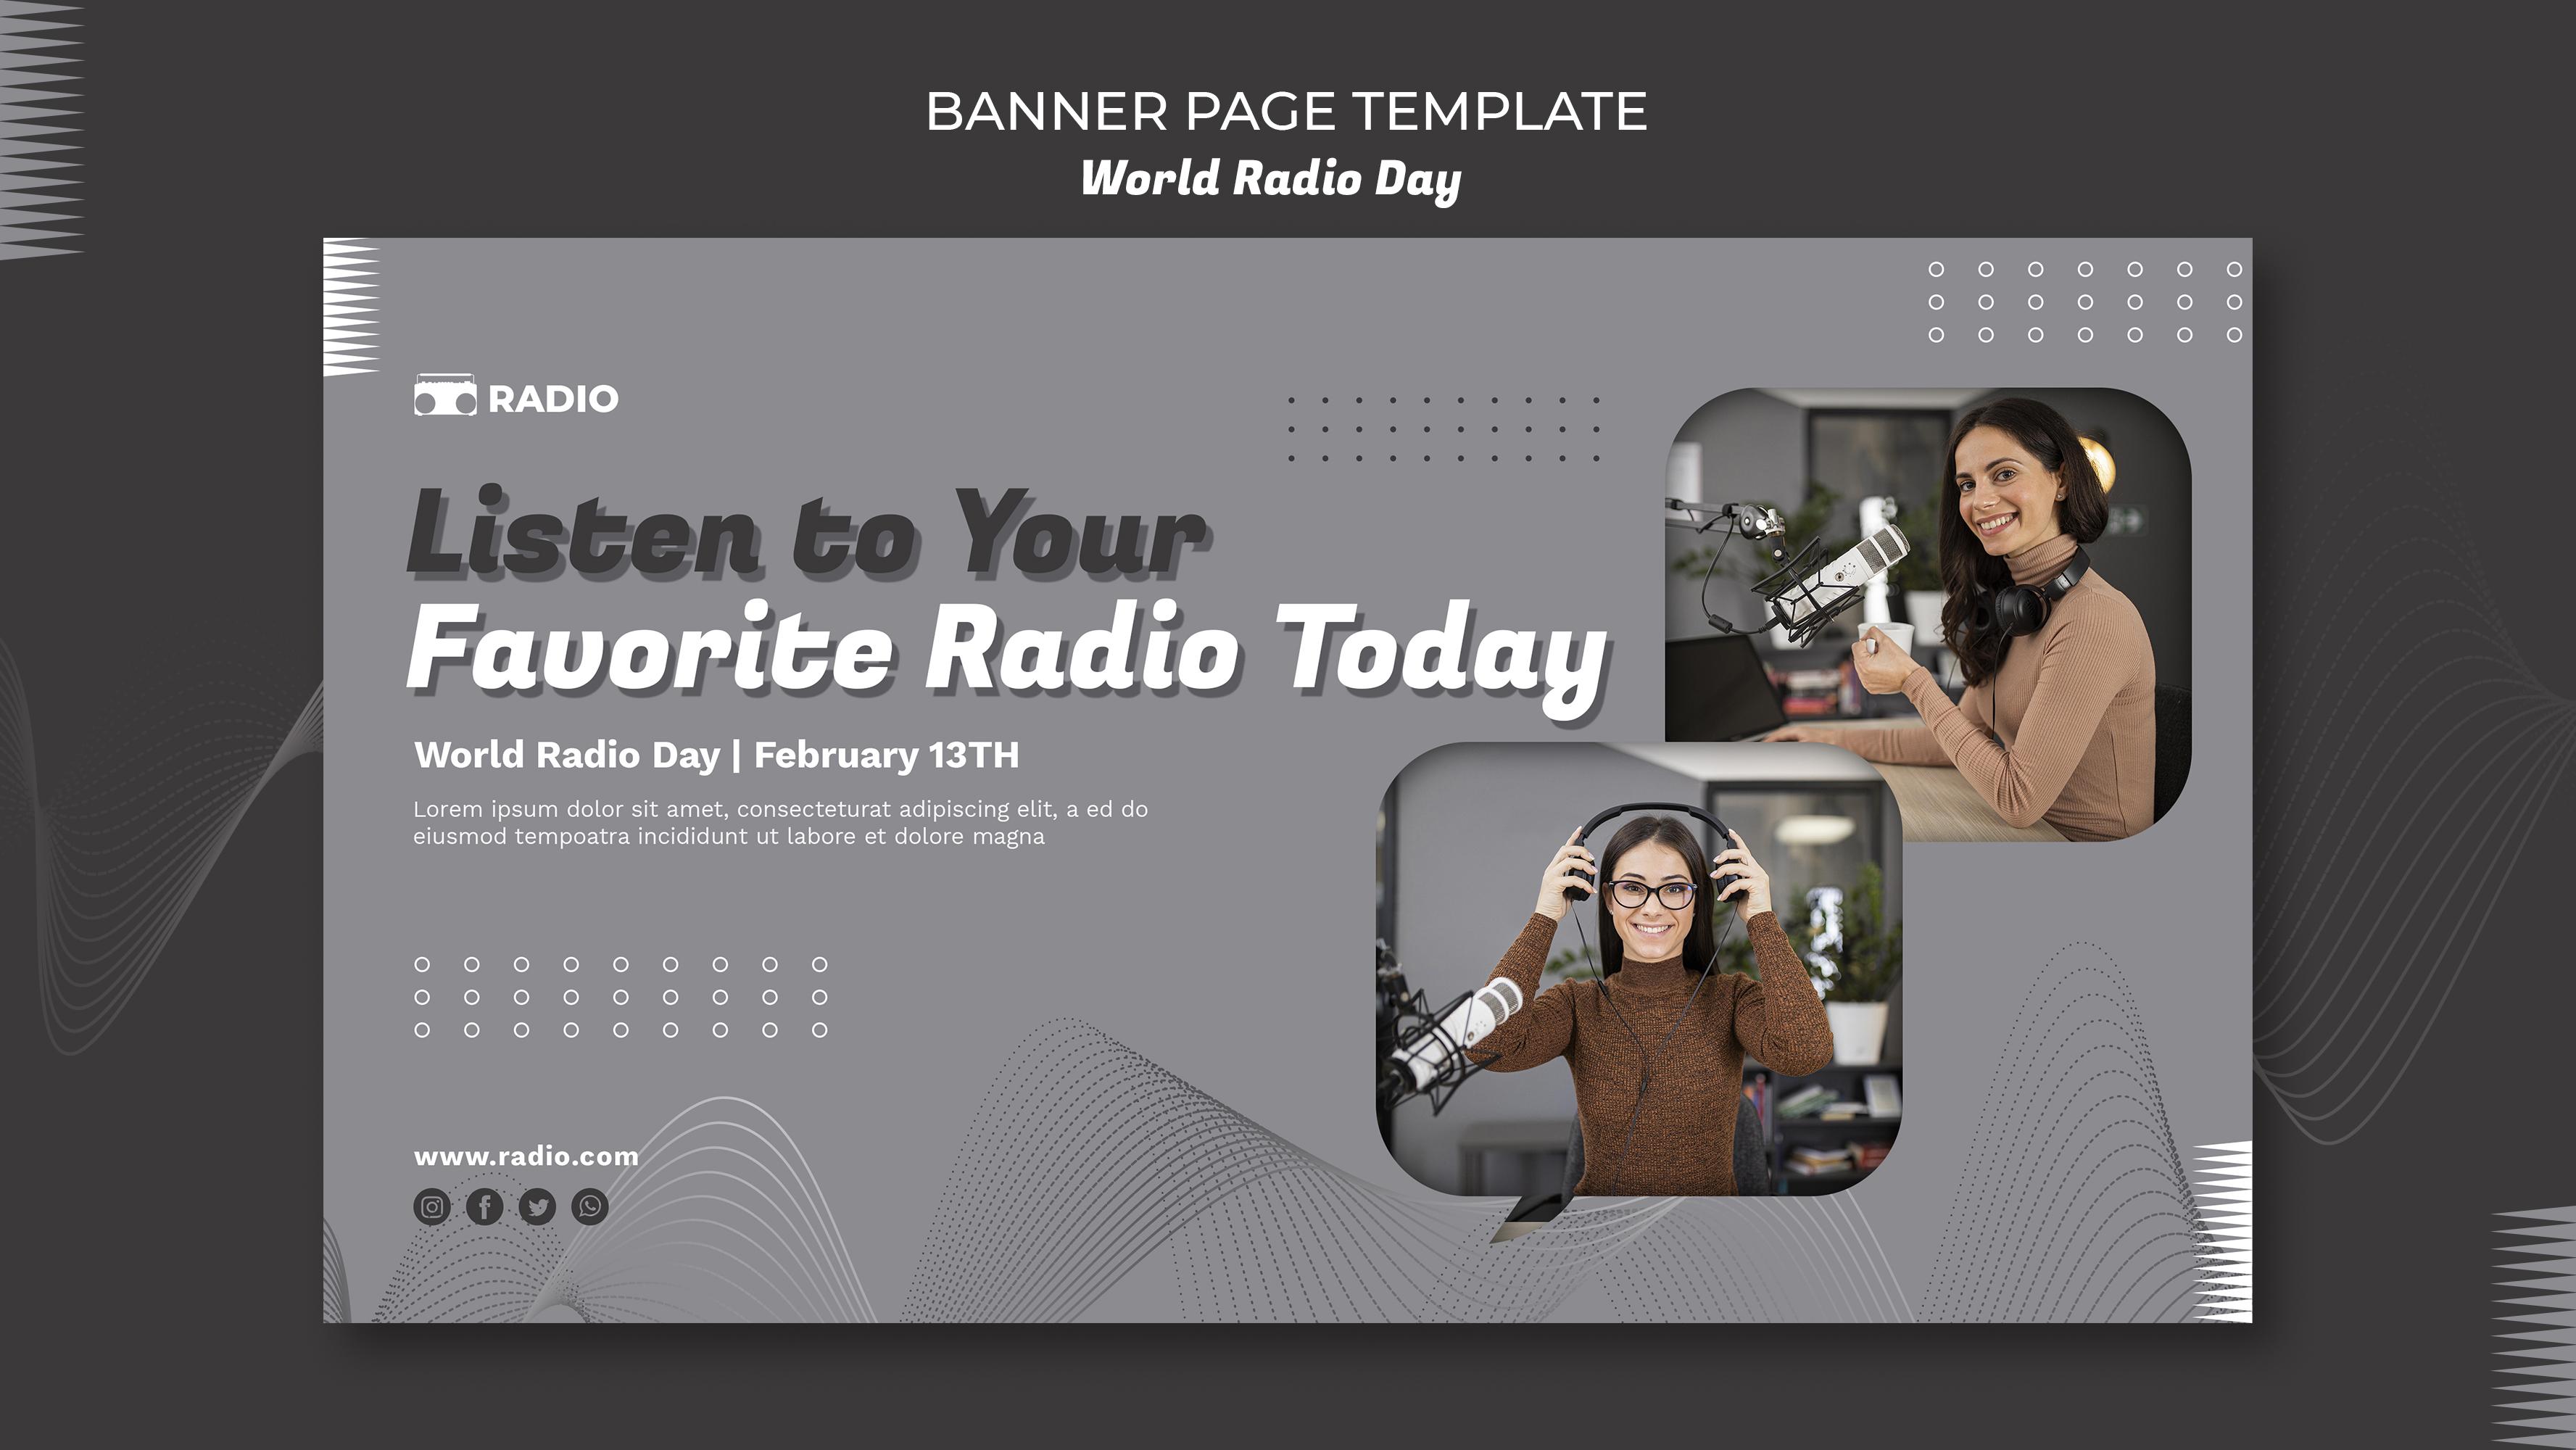 BANNER PAGE TEMPLATE
World Radio Day
RADIO
Listen to Your
Favorite Radio Today
World Radio Day | February 13TH
Lorem ipsum dolor sit amet, consecteturat adipiscing elit, a ed do
eiusmod tempoatra incididunt ut labore et dolore magna
www.radio.com